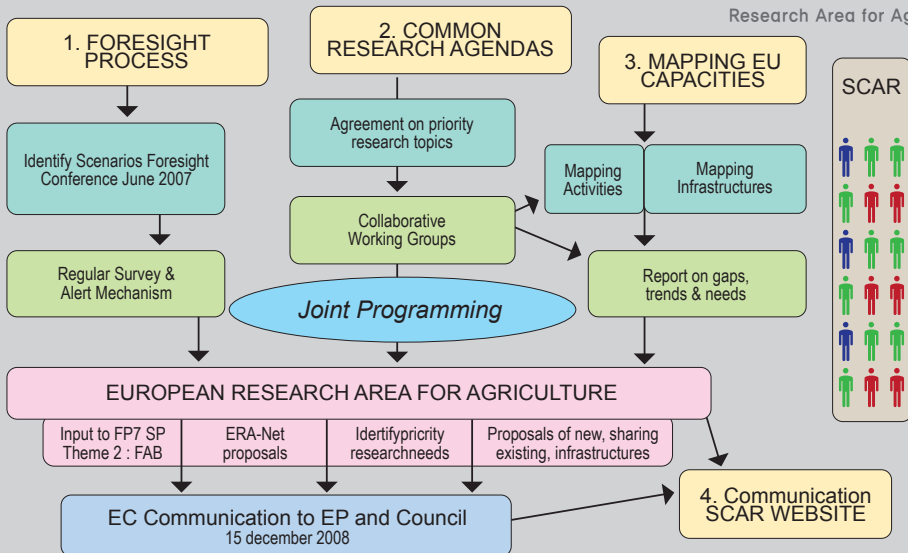 Research Area for Ag
1. FORESIGHT
PROCESS
2. COMMON
RESEARCH AGENDAS
3. MAPPING EU
CAPACITIES
SCAR
Identify Scenarios Foresight
Conference June 2007
Agreement on priority
research topics
Mapping
Activities
Mapping
Infrastructures
Collaborative
Working Groups
Regular Survey &
Alert Mechanism
Report on gaps,
trends & needs
Joint Programming
EUROPEAN RESEARCH AREA FOR AGRICULTURE
Input to FP7 SP
Theme 2 : FAB
ERA-Net
proposals
Idertifypricrity
researchneeds
Proposals of new, sharing
existing, infrastructures
EC Communication to EP and Council
15 december 2008
4. Communication
SCAR WEBSITE